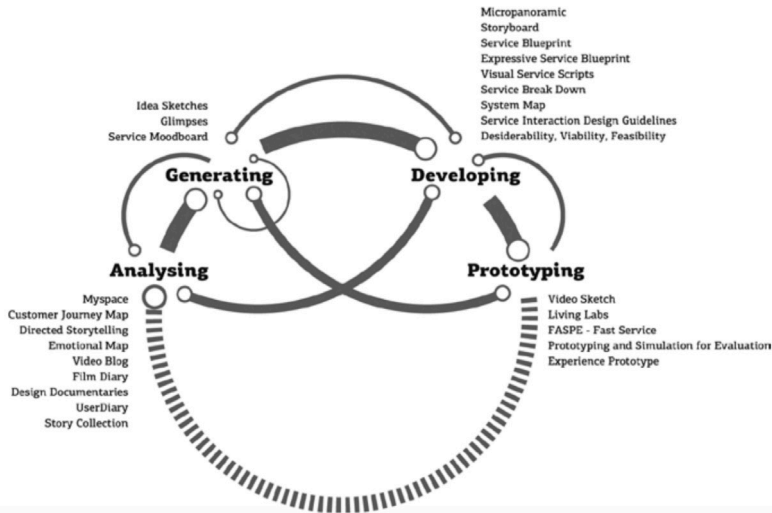 Micropanoramic
Storyboard
Service Blueprint
Expressive Service Blueprint
Visual Service Scripts
Service Break Down
System Map
Service Interaction Design Guidelines
Desiderability, Viability, Feasibility
Idea Sketches
Glimpses
Service Moodboard
Generating
Developing
Analysing
Prototyping
Myspace
Customer Journey Map
Directed Storytelling
Emotional Map
Video Blog
Film Diary
Design Documentaries
UserDiary
Story Collection
Video Sketch
Living Labs
FASPE - Fast Service
Prototyping and Simulation for Evaluation
Experience Prototype